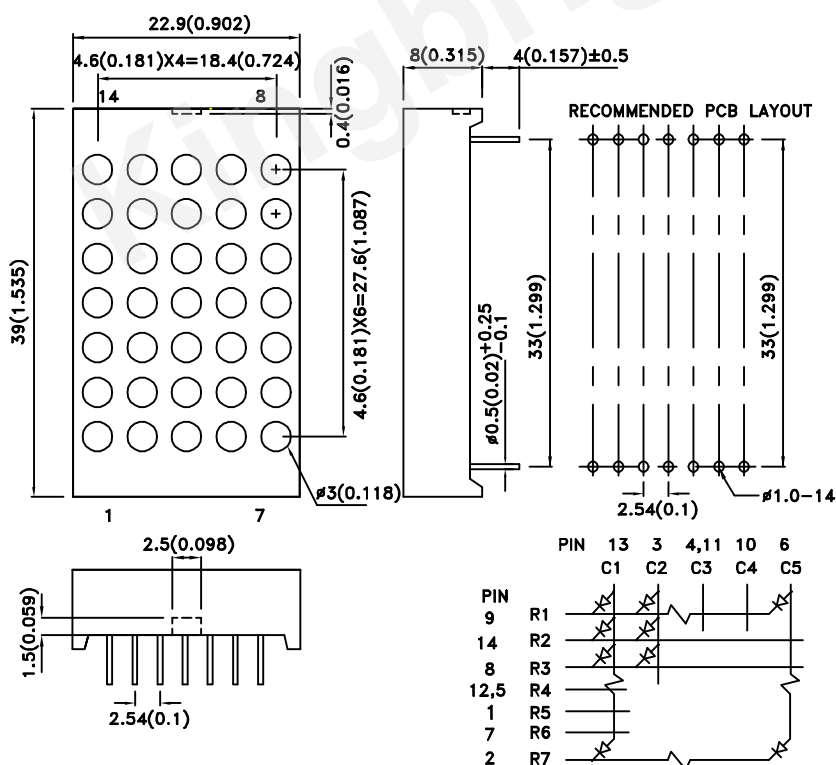 22.9(0.902)
4.6(0.181)X4=18.4(0.724)
14
8
0.4(0.016)
39(1.535)
4.6(0.181)X6=27.6(1.087)
ø3(0.118)
1
7
8(0.315)
4(0.157)±0.5
33(1.299)
ø0.5(0.02)+0.25
-0.1
RECOMMENDED PCB LAYOUT
33(1.299)
2.54(0.1)
ø1.0-14
2.5(0.098)
1.5(0.059)
2.54(0.1)
PIN 13 3 4,11 10 6
C1 C2 C3 C4 C5
PIN
9 R1
14 R2
8 R3
12,5 R4
1 R5
7 R6
2 R7